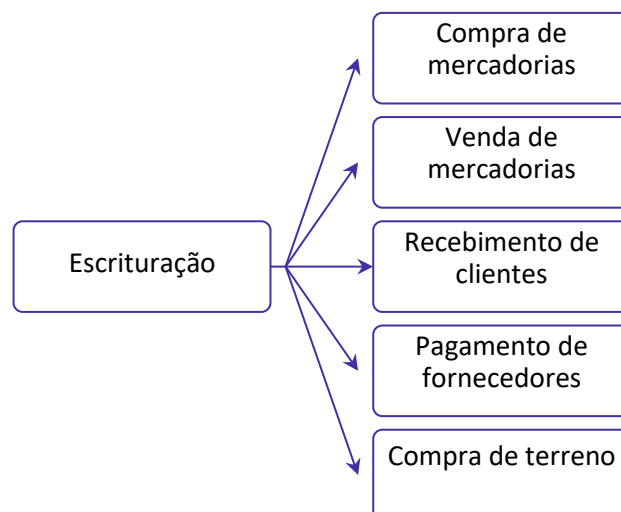 Compra de
mercadorias
Venda de
mercadorias
Escrituração
Recebimento de
clientes
Pagamento de
fornecedores
Compra de terreno